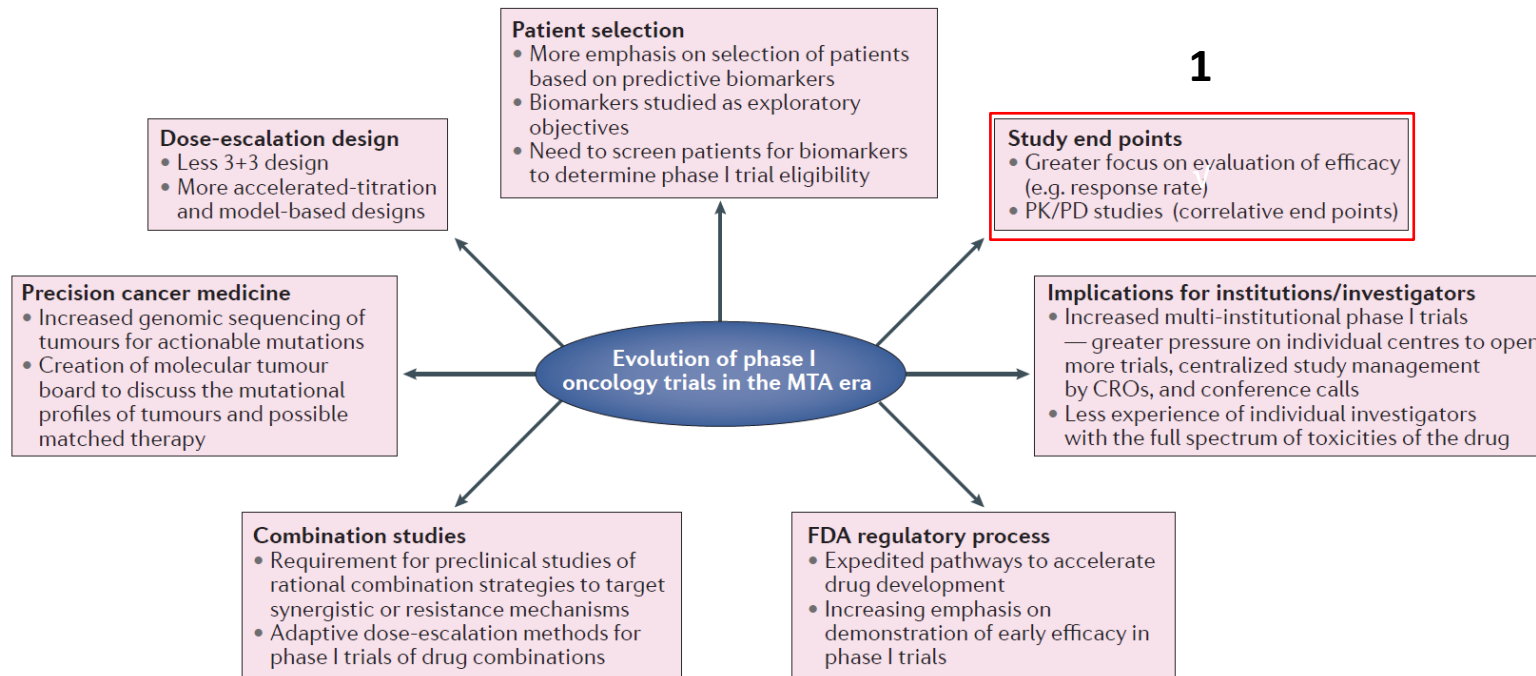 Patient selection
• More emphasis on selection of patients
based on predictive biomarkers
• Biomarkers studied as exploratory
objectives
• Need to screen patients for biomarkers
to determine phase I trial eligibility
1
Dose-escalation design
• Less 3+3 design
• More accelerated-titration
and model-based designs
Study end points
• Greater focus on evaluation of efficacy
(e.g. response rate)
• PK/PD studies (correlative end points)
Precision cancer medicine
• Increased genomic sequencing of
tumours for actionable mutations
• Creation of molecular tumour
board to discuss the mutational
profiles of tumours and possible
matched therapy
Evolution of phase I
oncology trials in the MTA era
Implications for institutions/investigators
• Increased multi-institutional phase I trials
— greater pressure on individual centres to open
more trials, centralized study management
by CROs, and conference calls
• Less experience of individual investigators
with the full spectrum of toxicities of the drug
Combination studies
• Requirement for preclinical studies of
rational combination strategies to target
synergistic or resistance mechanisms
• Adaptive dose-escalation methods for
phase I trials of drug combinations
FDA regulatory process
• Expedited pathways to accelerate
drug development
• Increasing emphasis on
demonstration of early efficacy in
phase I trials